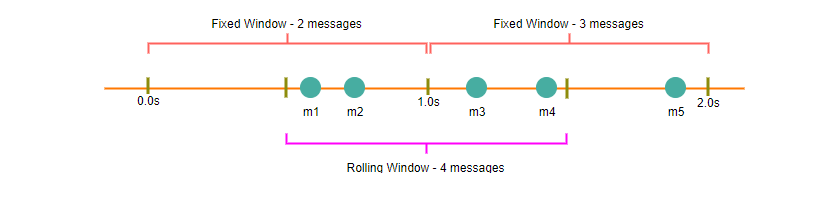 Fixed Window - 2 messages
Fixed Window - 3 messages
0.0s
m1
m2
1.0s
m3
m4
m5
2.0s
Rolling Window - 4 messages